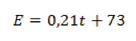 E = 0,21t + 73